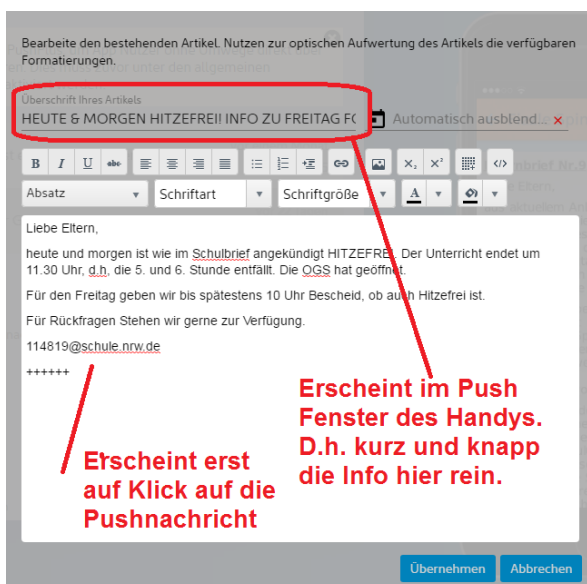 Bearbeite den bestehenden Artikel. Nutzen zur optischen Aufwertung des Artikels die verfügbaren
Formatierungen.
Überschrift Ihres Artikels
HEUTE & MORGEN HITZEFREI! INFO ZU FREITAG
Automatisch ausblend... ×
B I U abc X₂ X² </>
Absatz Schriftart Schriftgröße A
Liebe Eltern,
heute und morgen ist wie im Schulbrief angekündigt HITZEFREI. Der Unterricht endet um
11.30 Uhr, d.h, die 5. und 6. Stunde entfällt. Die OGS hat geöffnet.
Für den Freitag geben wir bis spätestens 10 Uhr Bescheid, ob auch Hitzefrei ist.
Für Rückfragen Stehen wir gerne zur Verfügung.
114819@schule.nrw.de
++++++
Erscheint im Push
Fenster des Handys.
D.h. kurz und knapp
die Info hier rein.
Erscheint erst
auf Klick auf die
Pushnachricht
Übernehmen Abbrechen